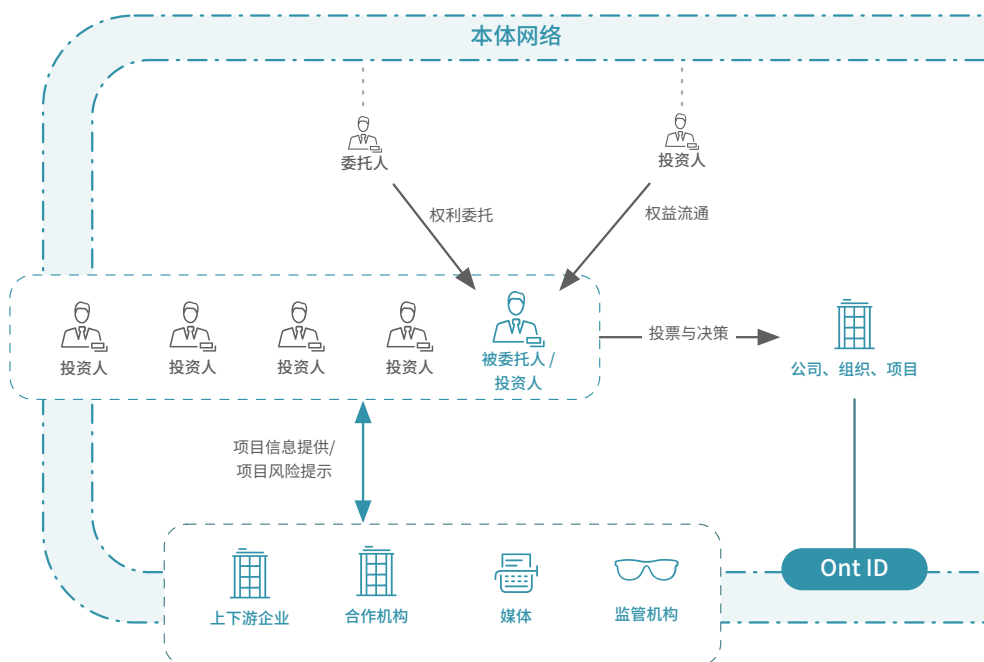 本体网络
委托人
投资人
权利委托
权益流通
投资人
投资人
投资人
投资人
被委托人 /
投资人
投票与决策
公司、组织、项目
项目信息提供/
项目风险提示
Ont ID
上下游企业
合作机构
媒体
监管机构